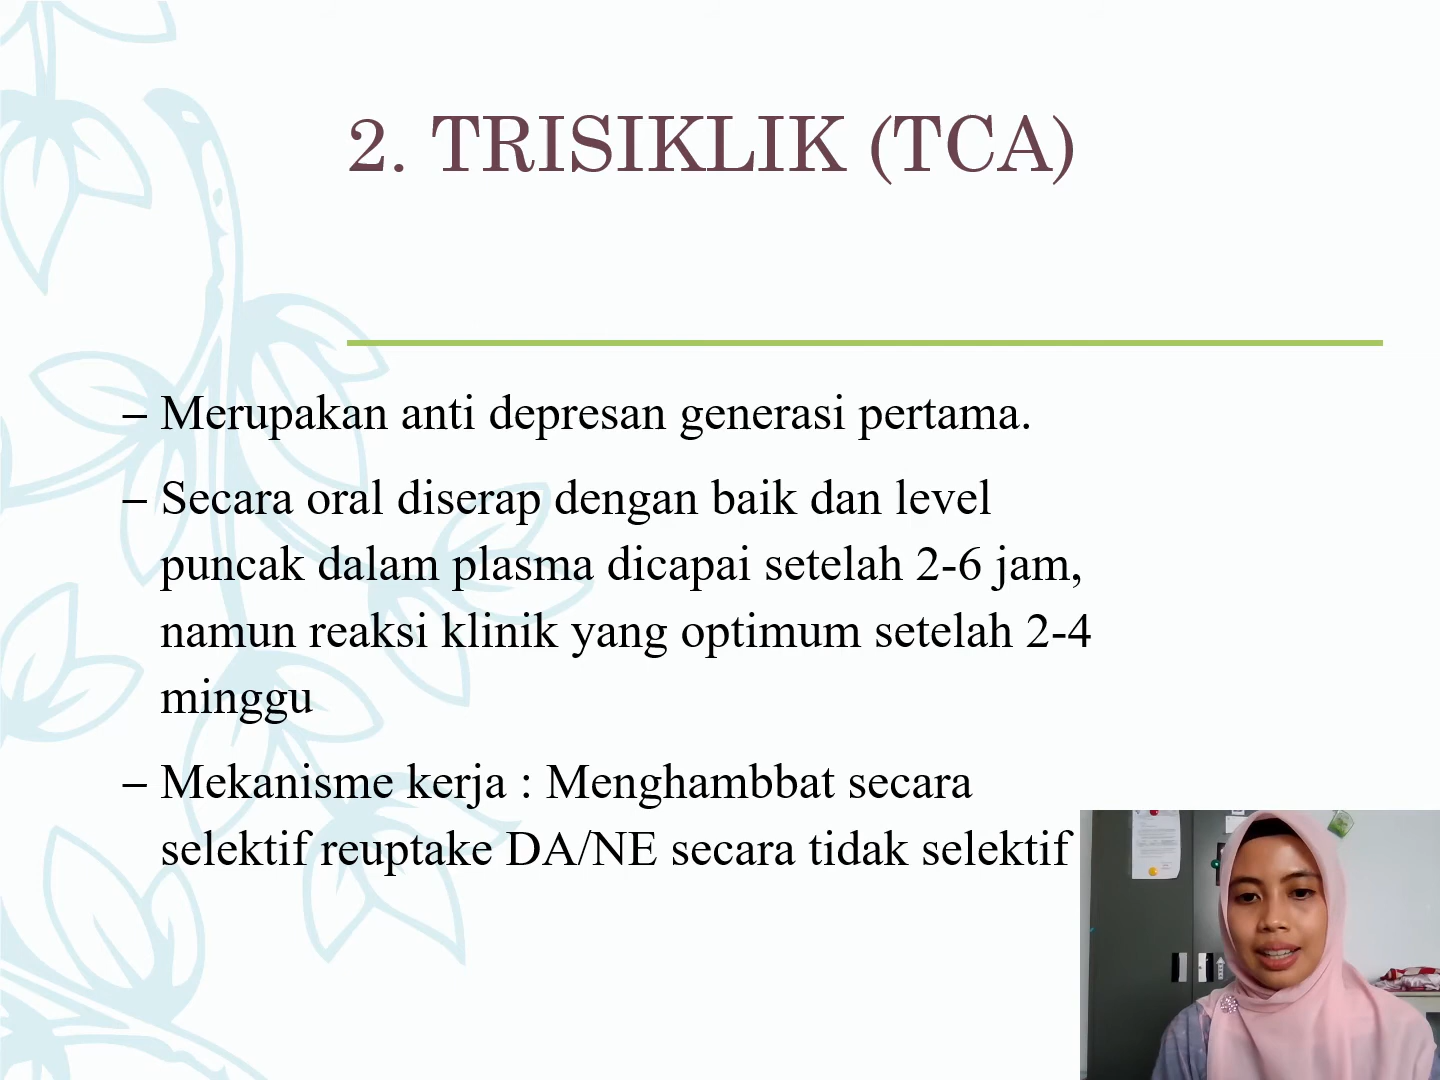 2. TRISIKLIK (TCA)
– Merupakan anti depresan generasi pertama.
– Secara oral diserap dengan baik dan level
puncak dalam plasma dicapai setelah 2-6 jam,
namun reaksi klinik yang optimum setelah 2-4
minggu
– Mekanisme kerja : Menghambbat secara
selektif reuptake DA/NE secara tidak selektif